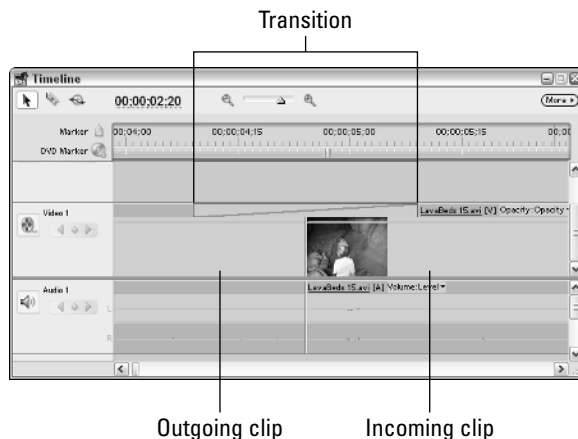 Transition
Timeline
00;00;02;20
More
Marker
00;04;00 00;00;04;15 00;00;05;00 00;00;05;15 00;00
DVD Marker
LavaBeds 15.avi [V] Opacity:Opacity
Video 1
Audio 1
LavaBeds 15.avi [A] Volume:Level
L
R
Outgoing clip Incoming clip